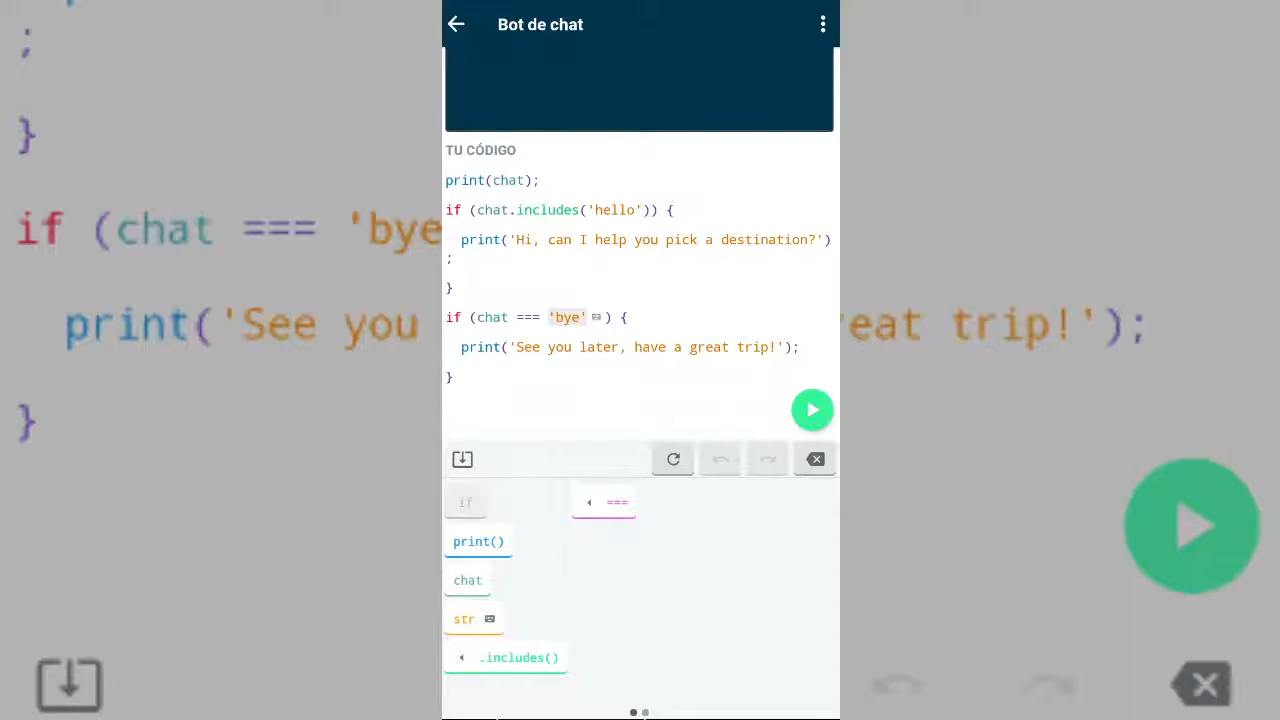 Bot de chat
TU CÓDIGO
print(chat);
if (chat.includes('hello')) {
print('Hi, can I help you pick a destination?')
;
}
if (chat === 'bye' ) {
print('See you later, have a great trip!');
}
if
===
print()
chat
str
.includes()
;
}
if (chat === 'bye
print('See you
reat trip!');
}